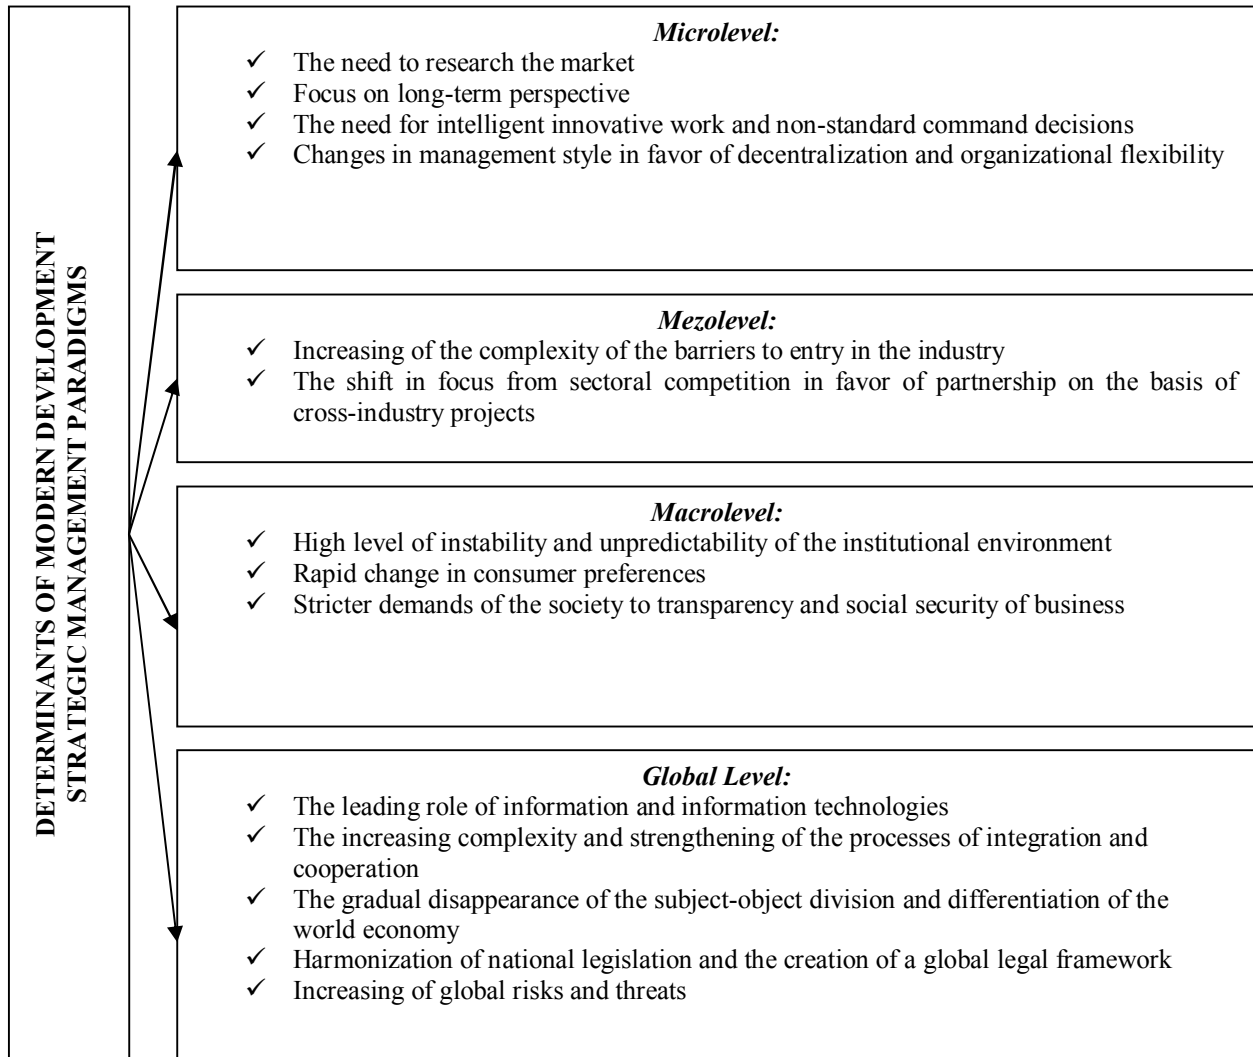 DETERMINANTS OF MODERN DEVELOPMENT
STRATEGIC MANAGEMENT PARADIGMS
Microlevel:
✓ The need to research the market
✓ Focus on long-term perspective
✓ The need for intelligent innovative work and non-standard command decisions
✓ Changes in management style in favor of decentralization and organizational flexibility
Mezolevel:
✓ Increasing of the complexity of the barriers to entry in the industry
✓ The shift in focus from sectoral competition in favor of partnership on the basis of
cross-industry projects
Macrolevel:
✓ High level of instability and unpredictability of the institutional environment
✓ Rapid change in consumer preferences
✓ Stricter demands of the society to transparency and social security of business
Global Level:
✓ The leading role of information and information technologies
✓ The increasing complexity and strengthening of the processes of integration and
cooperation
✓ The gradual disappearance of the subject-object division and differentiation of the
world economy
✓ Harmonization of national legislation and the creation of a global legal framework
✓ Increasing of global risks and threats